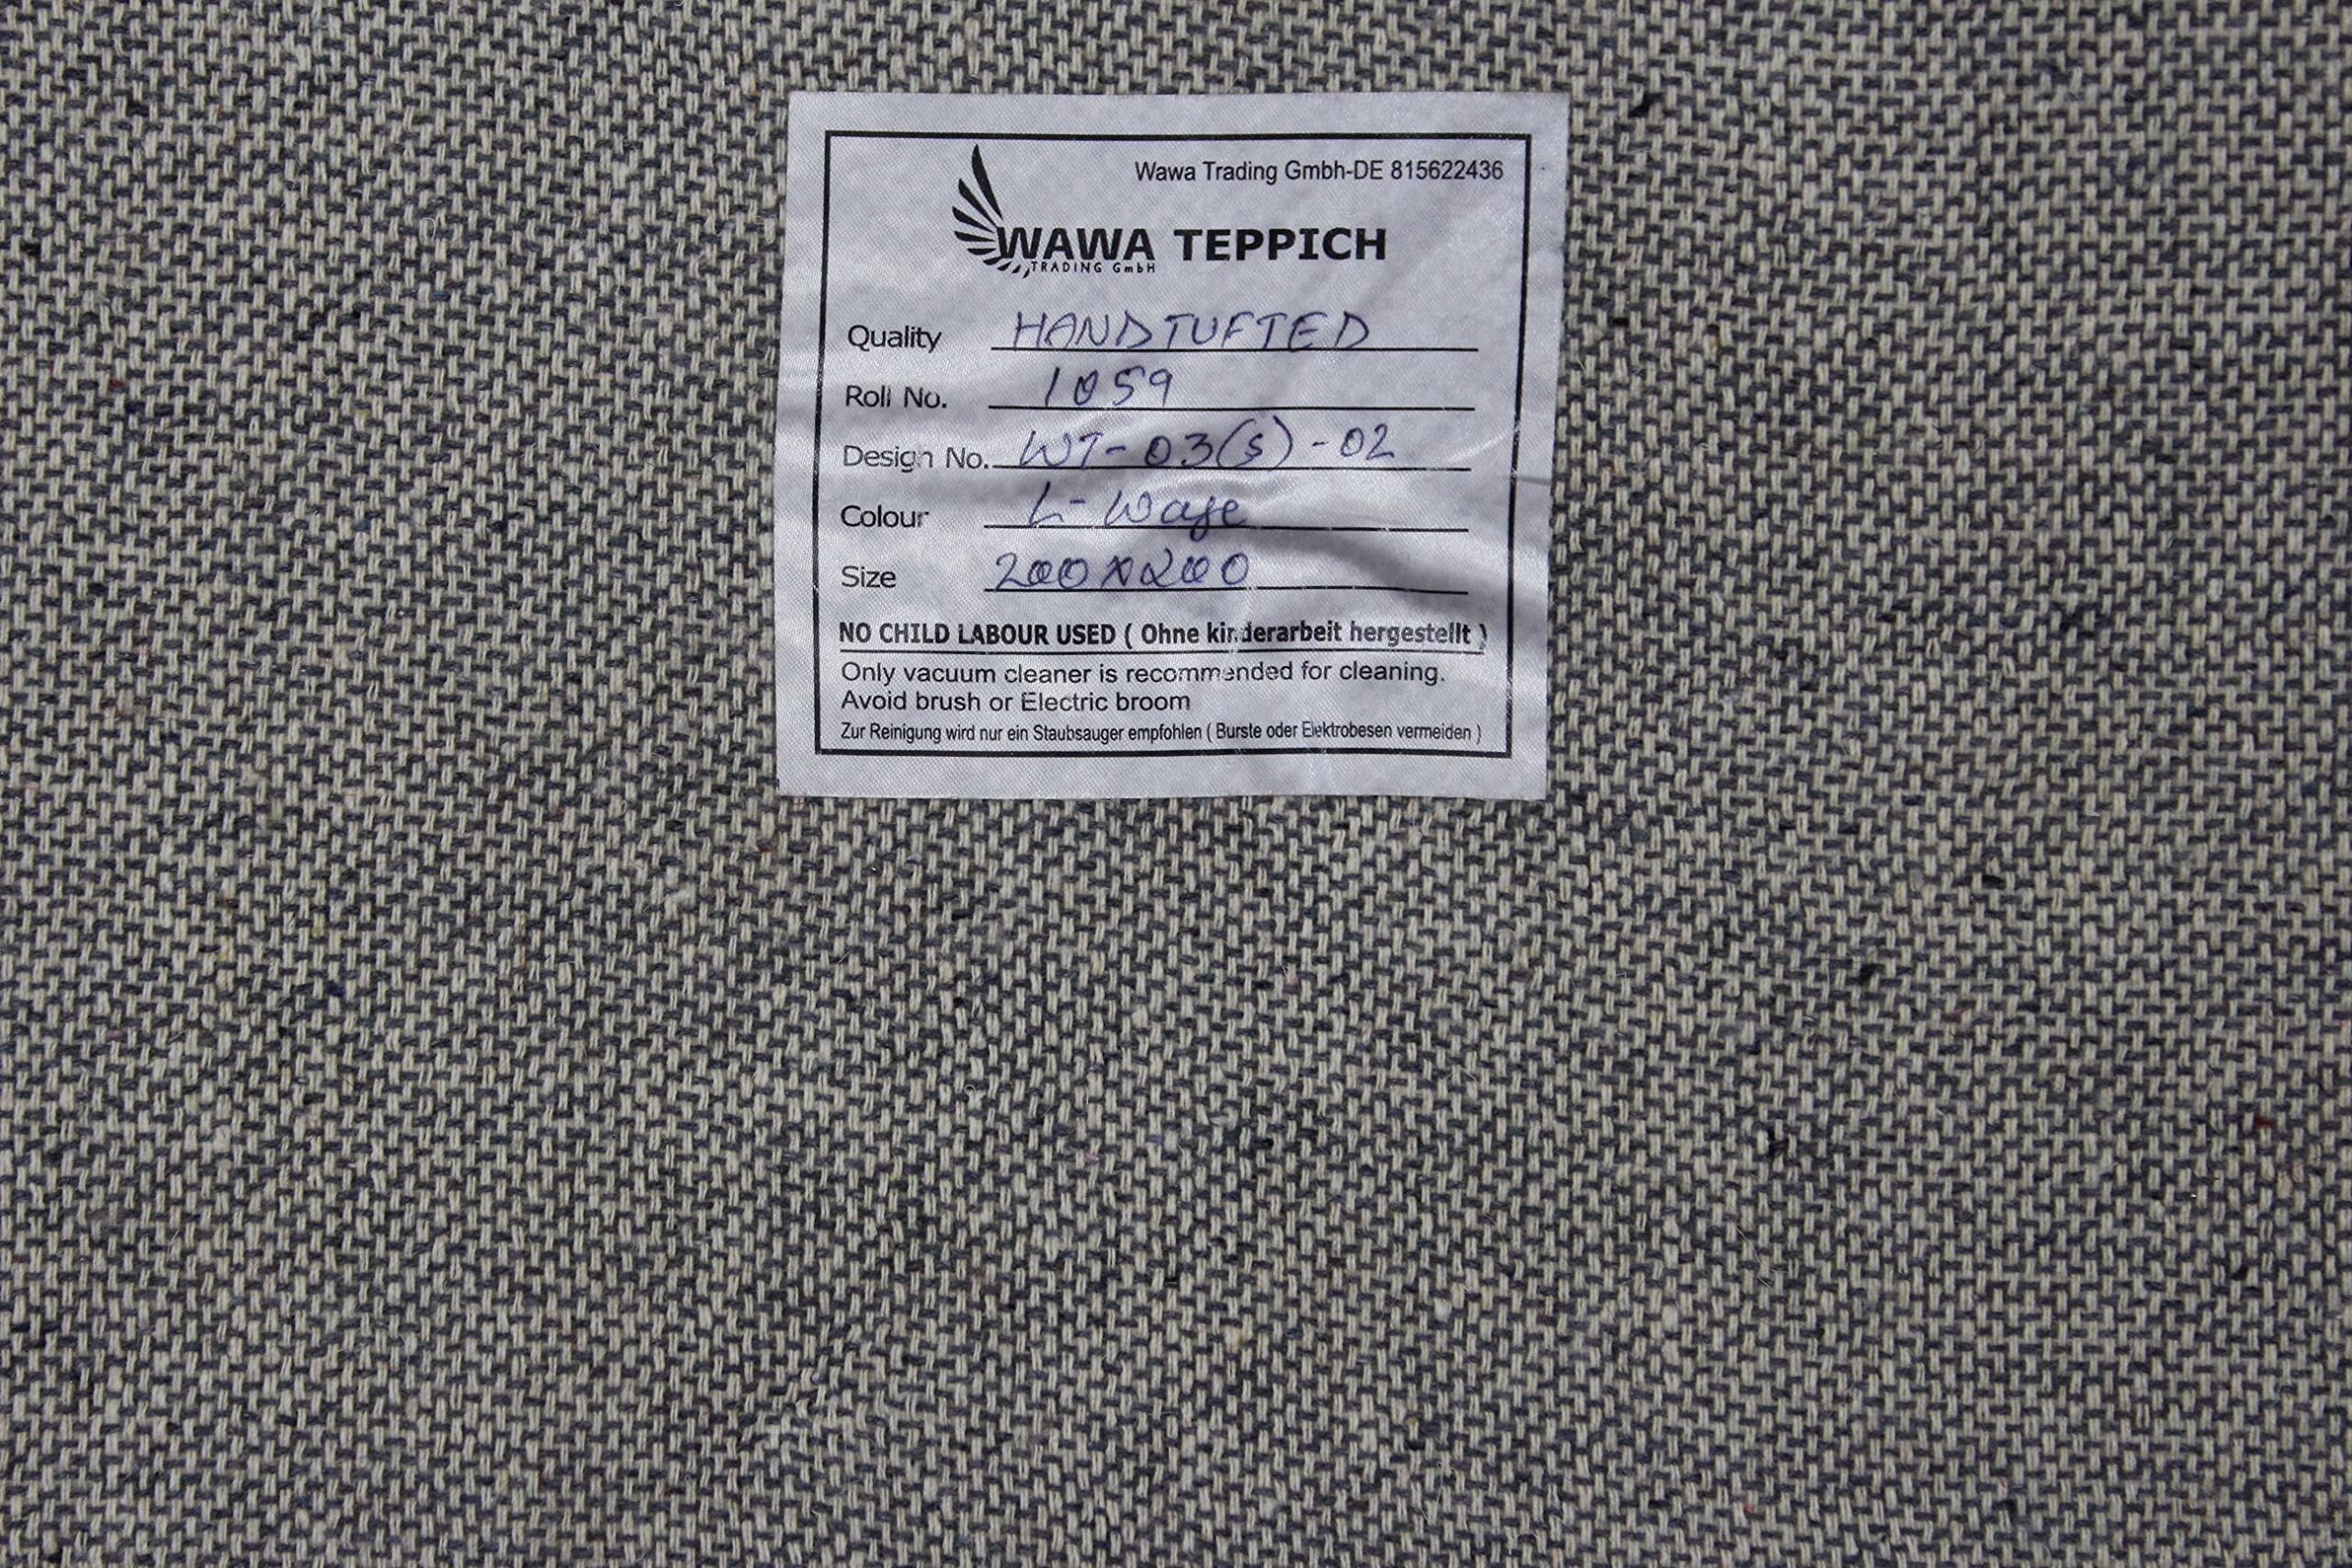 Wawa Trading Gmbh-DE 815622436
WAWA TEPPICH
TRADING GmbH
Quality HANDTUFTED
Roll No. 1059
Design No. WT-03(S)-02
Colour L-
Size 200X200
NO CHILD LABOUR USED ( Ohne kinderarbeit hergestellt )
Only vacuum cleaner is recommended for cleaning.
Avoid brush or Electric broom
Zur Reinigung wird nur ein Staubsauger empfohlen ( Burste oder Elektrobesen vermeiden )